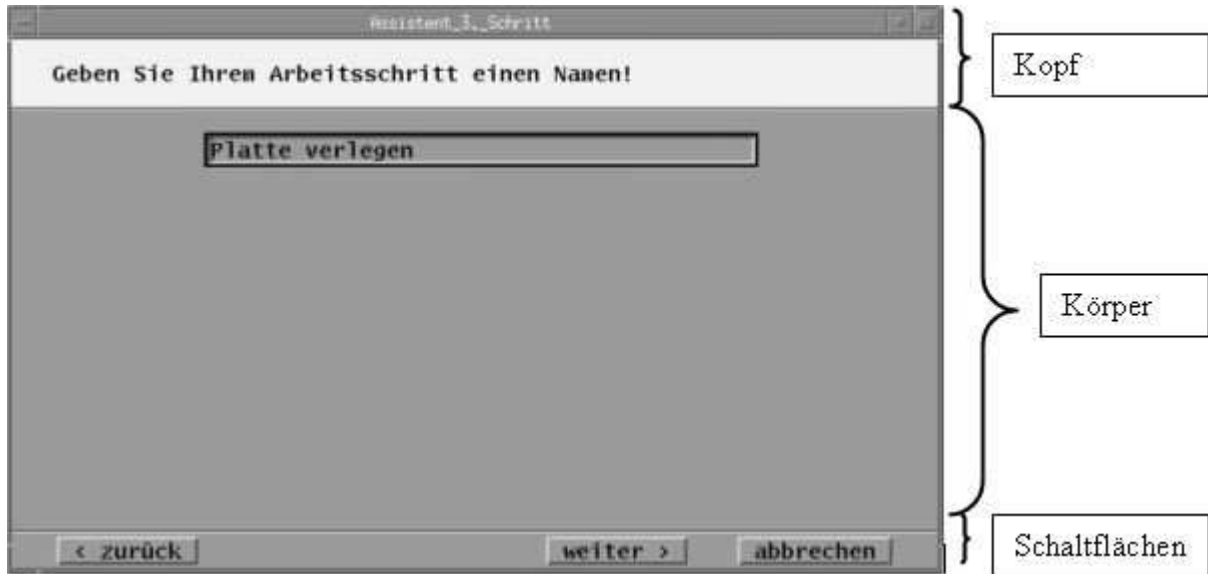 Assistent_3._Schritt
Geben Sie Ihrem Arbeitsschritt einen Namen!
Kopf
Platte verlegen
Körper
< zurück
weiter >
abbrechen
Schaltflächen